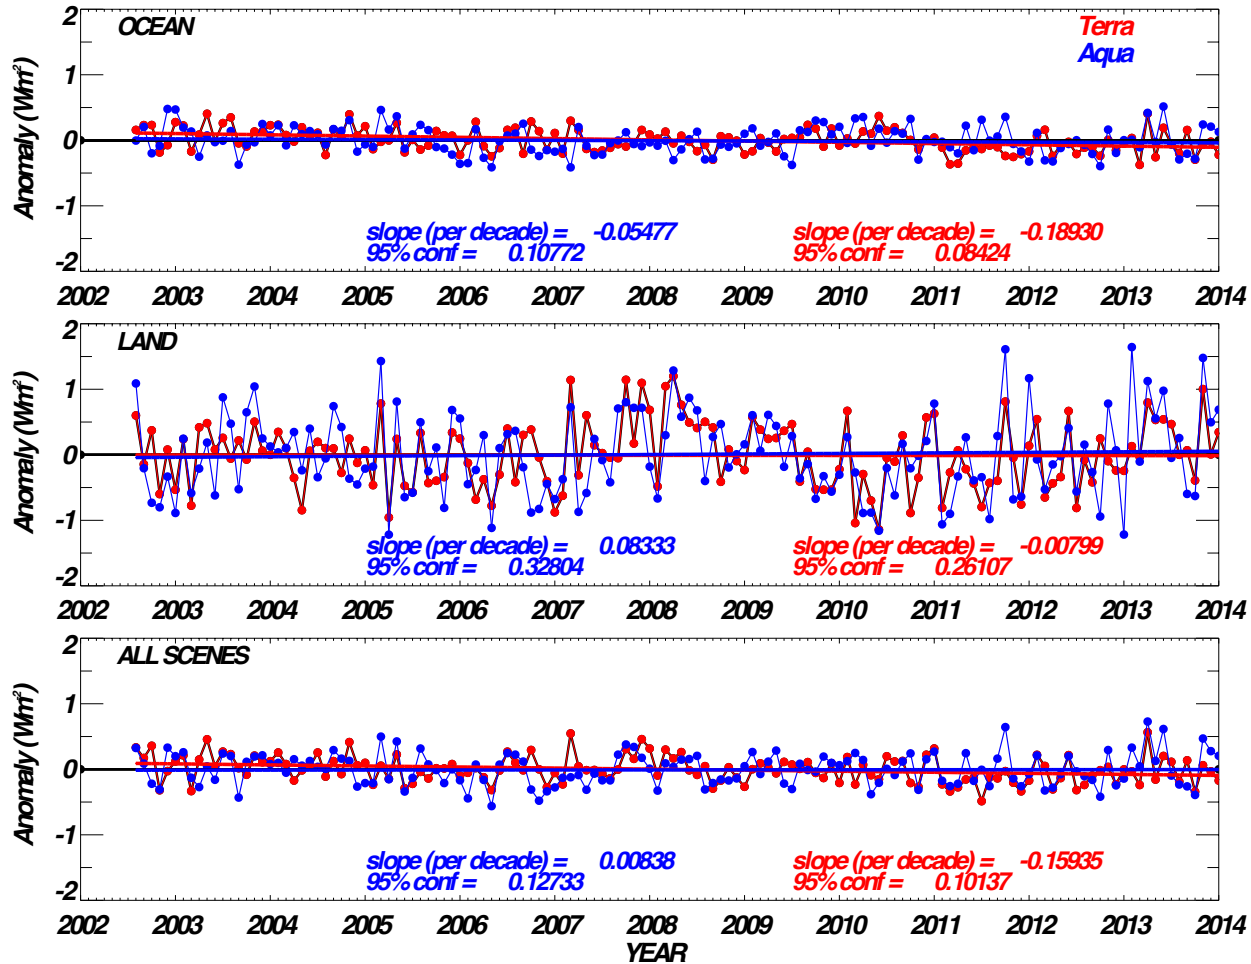 2
OCEAN
Terra
Aqua
1
0
-1
-2
Anomaly (Wm²)
slope (per decade) = -0.05477
95% conf = 0.10772
slope (per decade) = -0.18930
95% conf = 0.08424
2002 2003 2004 2005 2006 2007 2008 2009 2010 2011 2012 2013 2014
2
LAND
1
0
-1
-2
Anomaly (Wm²)
slope (per decade) = 0.08333
95% conf = 0.32804
slope (per decade) = -0.00799
95% conf = 0.26107
2002 2003 2004 2005 2006 2007 2008 2009 2010 2011 2012 2013 2014
2
ALL SCENES
1
0
-1
-2
Anomaly (Wm²)
slope (per decade) = 0.00838
95% conf = 0.12733
slope (per decade) = -0.15935
95% conf = 0.10137
2002 2003 2004 2005 2006 2007 2008 2009 2010 2011 2012 2013 2014
YEAR